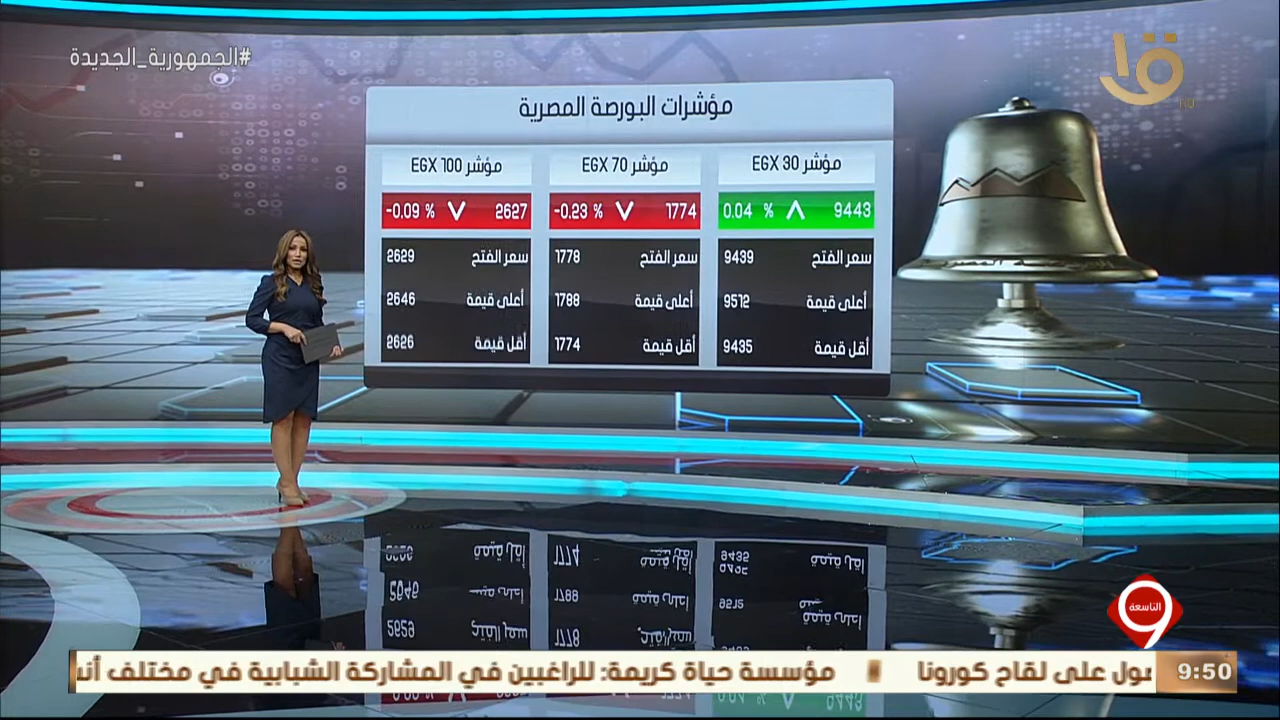 #الجمهورية_الجديدة
مؤشرات البورصة المصرية
مؤشر EGX 30
9443 0.04 %
سعر الفتح 9439
أعلى قيمة 9512
أقل قيمة 9435
مؤشر EGX 70
1774 -0.23 %
سعر الفتح 1778
أعلى قيمة 1788
أقل قيمة 1774
مؤشر EGX 100
2627 -0.09 %
سعر الفتح 2629
أعلى قيمة 2646
أقل قيمة 2626
التاسعة
9
على لقاح كورونا مؤسسة حياة كريمة: للراغبين في المشاركة الشبابية في مختلف
9:50